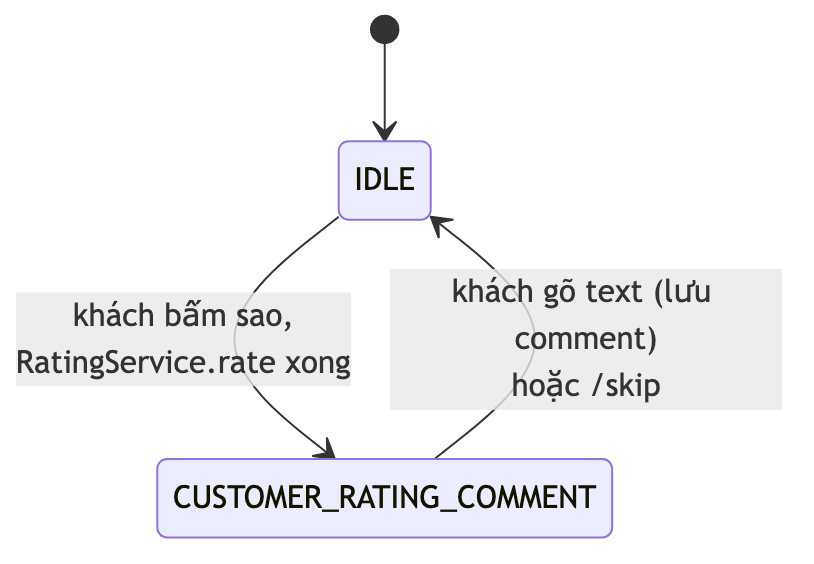 IDLE
khách bấm sao,
RatingService.rate xong
khách gõ text (lưu
comment)
hoặc /skip
CUSTOMER_RATING_COMMENT